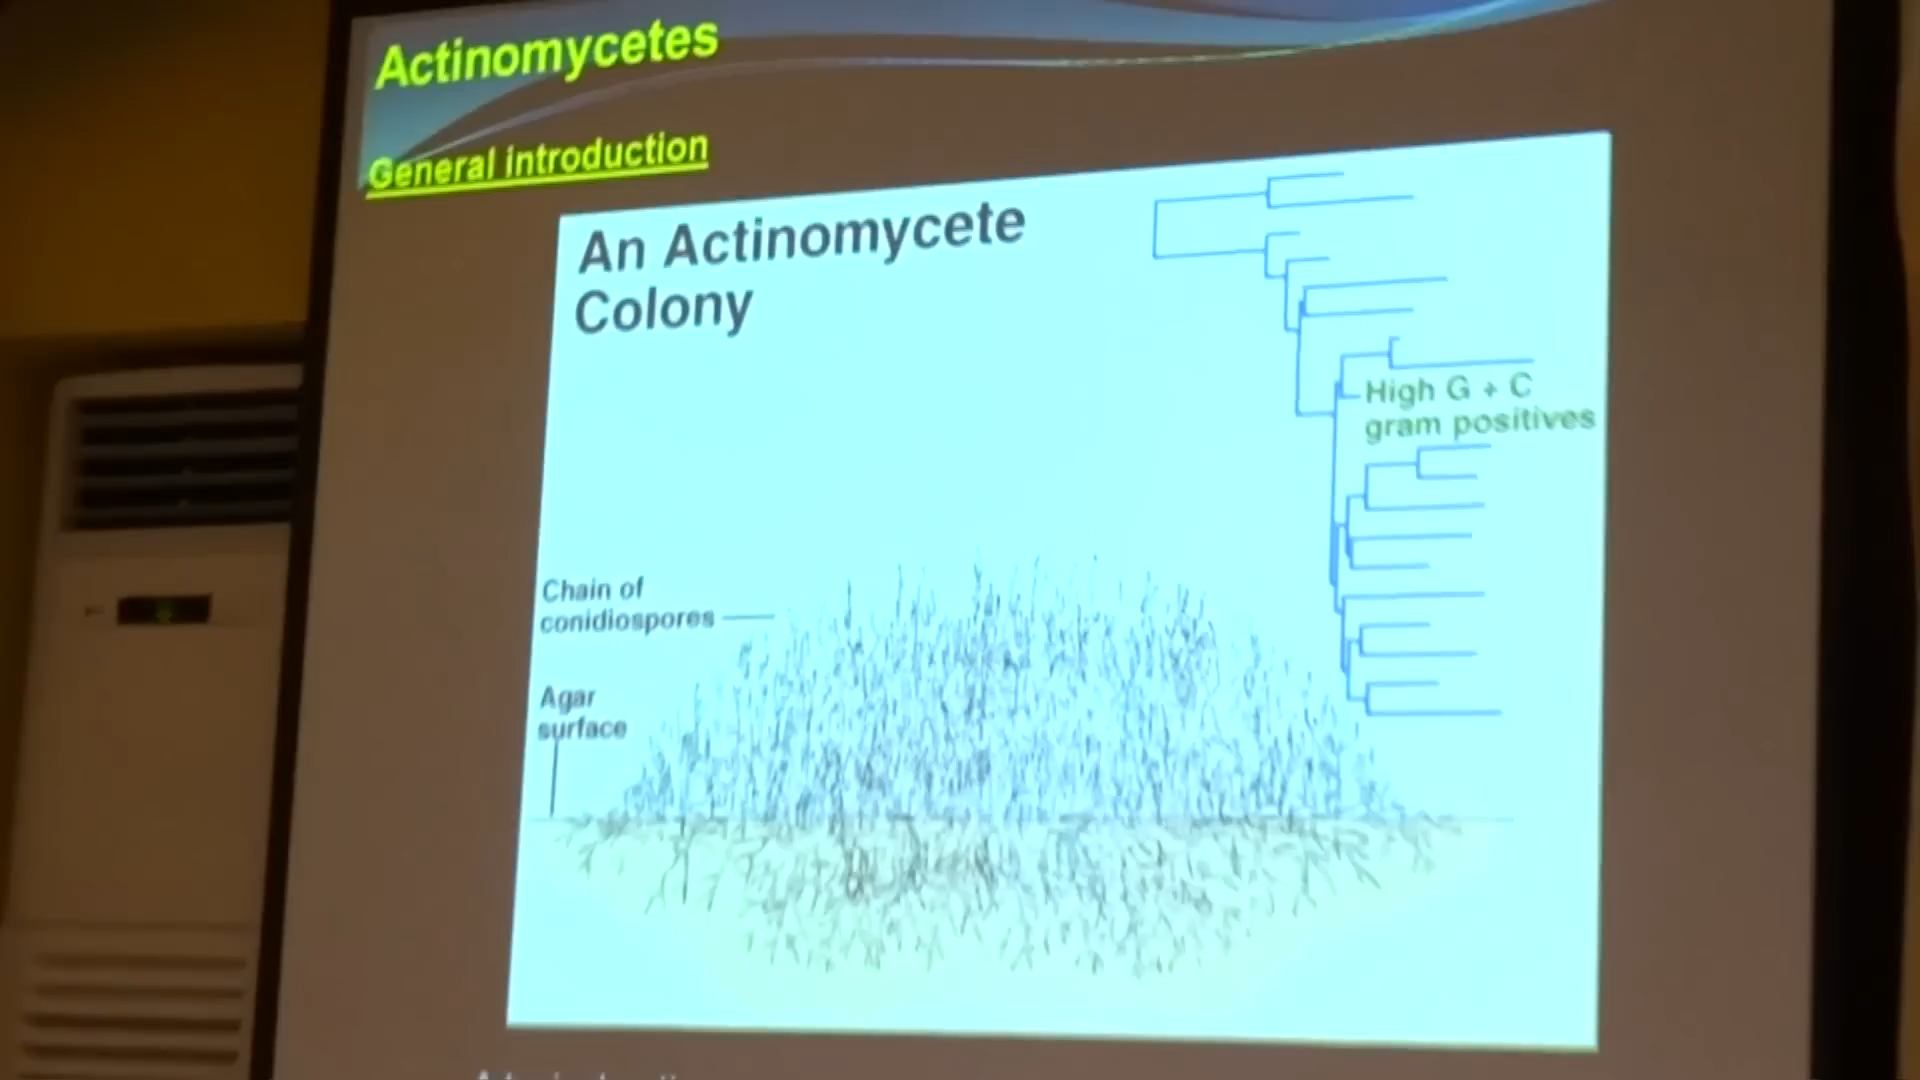 Actinomycetes
General introduction
An Actinomycete
Colony
High G + C
gram positives
Chain of
conidiospores
Agar
surface